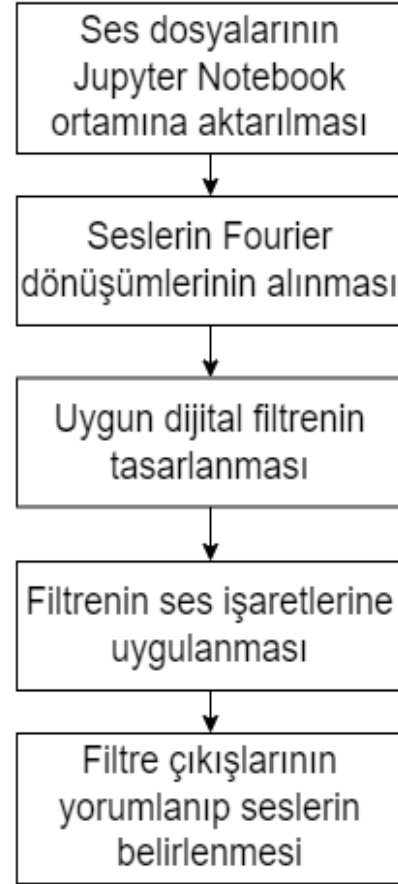 Ses dosyalarının
Jupyter Notebook
ortamına aktarılması
Seslerin Fourier
dönüşümlerinin alınması
Uygun dijital filtrenin
tasarlanması
Filtrenin ses işaretlerine
uygulanması
Filtre çıkışlarının
yorumlanıp seslerin
belirlenmesi